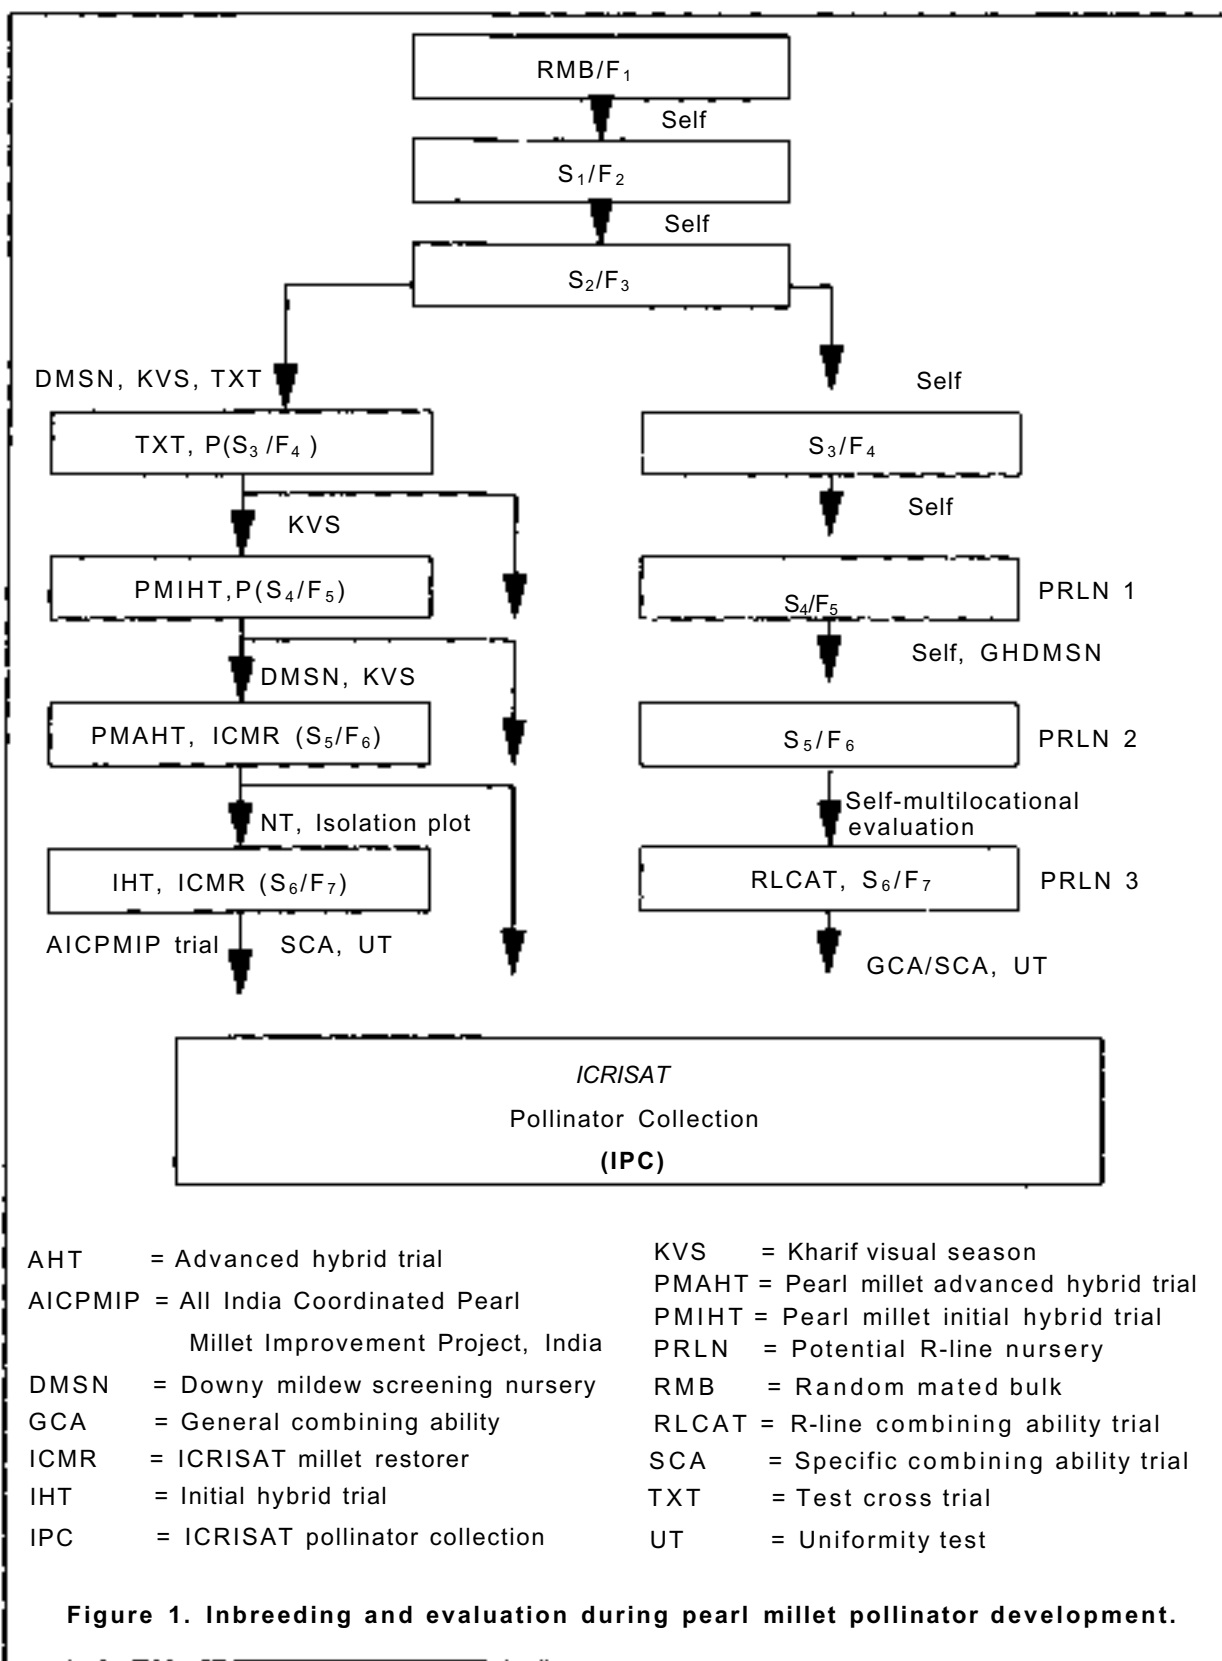 RMB/F₁
Self
S₁/F₂
Self
S₂/F₃
DMSN, KVS, TXT
Self
TXT, P(S₃/F₄ )
S₃/F₄
KVS
Self
PMIHT,P(S₄/F₅)
S₄/F₅
PRLN 1
DMSN, KVS
Self, GHDMSN
PMAHT, ICMR (S₅/F₆)
S₅/F₆
PRLN 2
NT, Isolation plot
Self-multilocational
evaluation
IHT, ICMR (S₆/F₇)
RLCAT, S₆/F₇
PRLN 3
AICPMIP trial
SCA, UT
GCA/SCA, UT
ICRISAT
Pollinator Collection
(IPC)
AHT = Advanced hybrid trial
AICPMIP = All India Coordinated Pearl
Millet Improvement Project, India
DMSN = Downy mildew screening nursery
GCA = General combining ability
ICMR = ICRISAT millet restorer
IHT = Initial hybrid trial
IPC = ICRISAT pollinator collection
KVS = Kharif visual season
PMAHT = Pearl millet advanced hybrid trial
PMIHT = Pearl millet initial hybrid trial
PRLN = Potential R-line nursery
RMB = Random mated bulk
RLCAT = R-line combining ability trial
SCA = Specific combining ability trial
TXT = Test cross trial
UT = Uniformity test
Figure 1. Inbreeding and evaluation during pearl millet pollinator development.